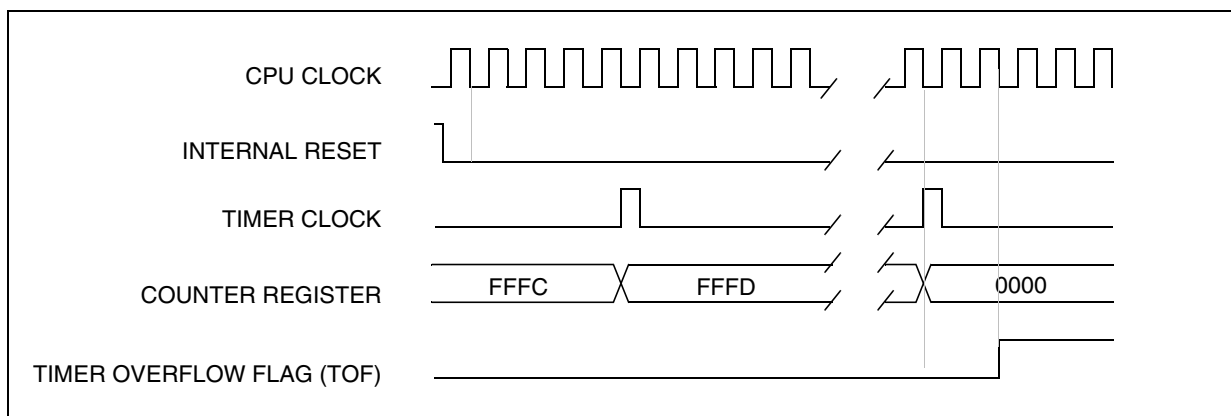 CPU CLOCK
INTERNAL RESET
TIMER CLOCK
COUNTER REGISTER
FFFC
FFFD
0000
TIMER OVERFLOW FLAG (TOF)